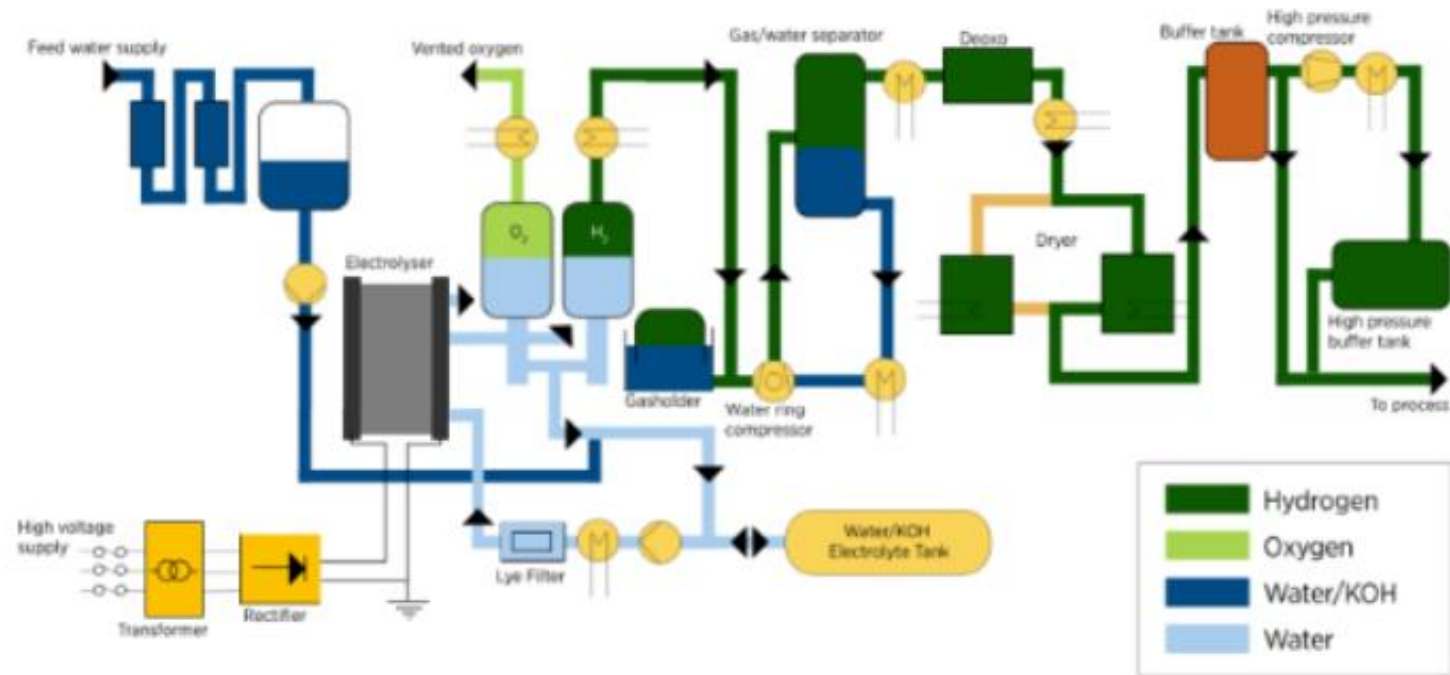 Feed water supply
Vented oxygen
Gas/water separator
Deoxo
Buffer tank
High pressure
compressor
O2
H2
Electrolyser
Dryer
Gasholder
Water ring
compressor
High pressure
buffer tank
To process
High voltage
supply
Transformer
Rectifier
Lye Filter
Water/KOH
Electrolyte Tank
Hydrogen
Oxygen
Water/KOH
Water